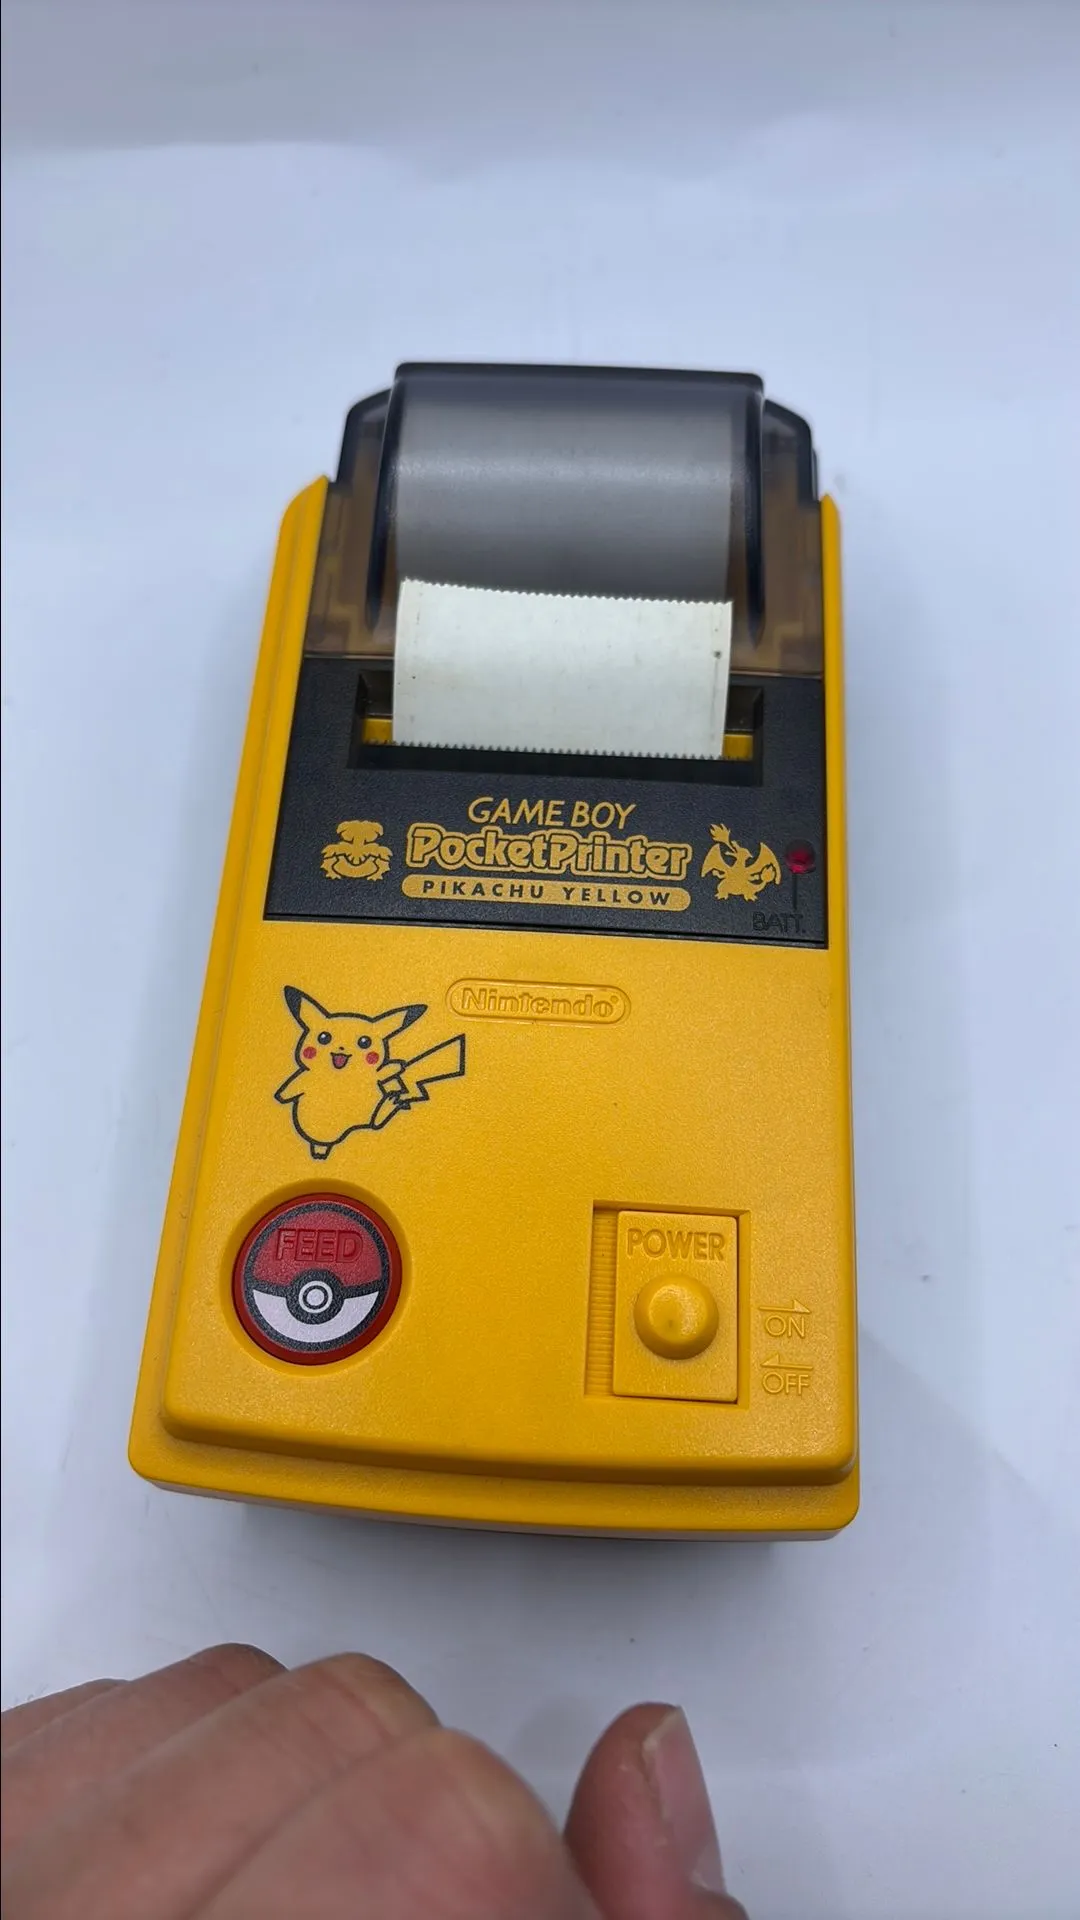 GAME BOY
PocketPrinter
PIKACHU YELLOW
BATT.
Nintendo®
FEED
POWER
ON
OFF